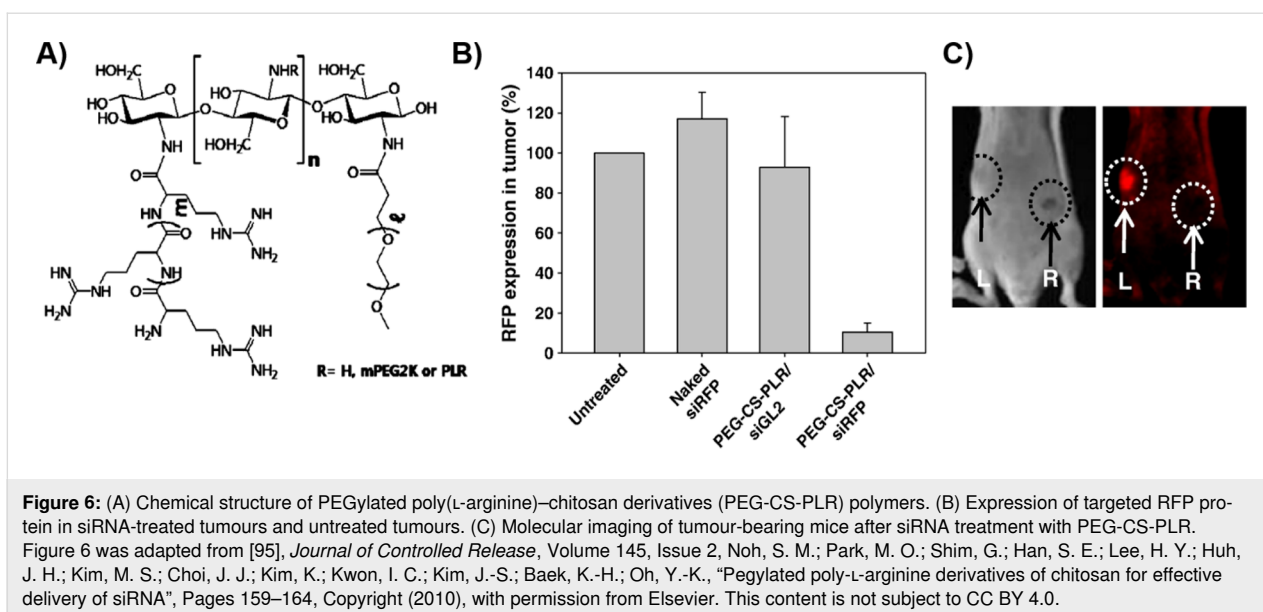 A)
HOH₂C
NHR
HOH₂C
HO
HO
O
O
HO
O
O
O
OH
HO
HO
HOH₂C
NH
n
NH
O
O
HN
m
NH
HN
NH₂
O
O
HN
NH
NH
H₂N
O
H₂N
NH
HN
NH₂
ℓ
O
R= H, mPEG2K or PLR
B)
RFP expression in tumor (%)
140
120
100
80
60
40
20
0
Untreated
Naked
siRFP
PEG-CS-PLR/
siGL2
PEG-CS-PLR/
siRFP
C)
L
R
L
R
Figure 6: (A) Chemical structure of PEGylated poly(ʟ-arginine)–chitosan derivatives (PEG-CS-PLR) polymers. (B) Expression of targeted RFP pro-
tein in siRNA-treated tumours and untreated tumours. (C) Molecular imaging of tumour-bearing mice after siRNA treatment with PEG-CS-PLR.
Figure 6 was adapted from [95], Journal of Controlled Release, Volume 145, Issue 2, Noh, S. M.; Park, M. O.; Shim, G.; Han, S. E.; Lee, H. Y.; Huh,
J. H.; Kim, M. S.; Choi, J. J.; Kim, K.; Kwon, I. C.; Kim, J.-S.; Baek, K.-H.; Oh, Y.-K., “Pegylated poly-ʟ-arginine derivatives of chitosan for effective
delivery of siRNA”, Pages 159–164, Copyright (2010), with permission from Elsevier. This content is not subject to CC BY 4.0.